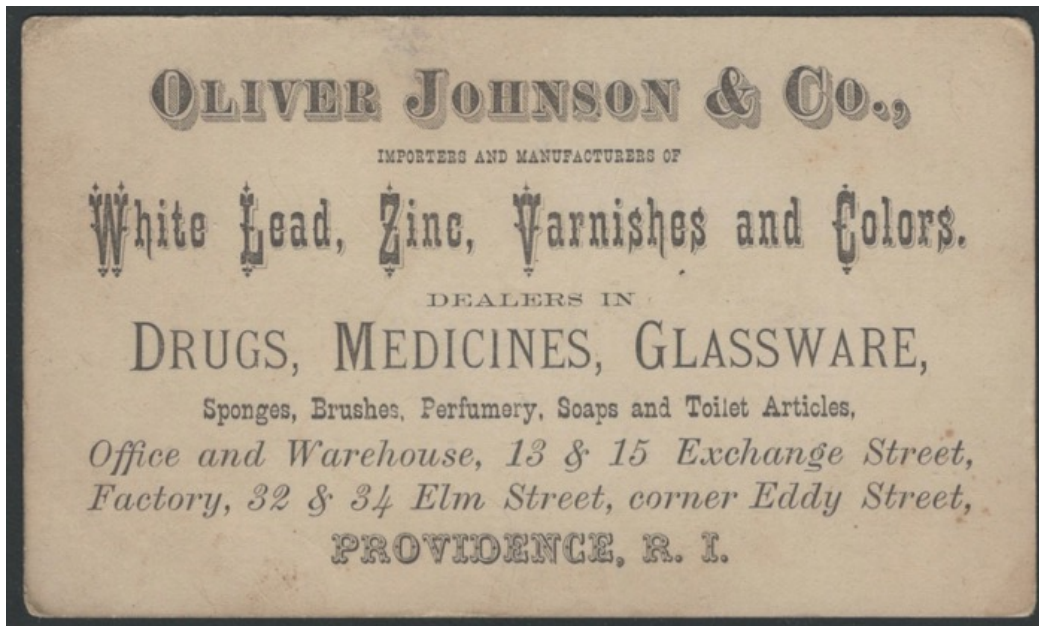 OLIVER JOHNSON & CO.,
IMPORTERS AND MANUFACTURERS OF
White Lead, Zinc, Varnishes and Colors.
DEALERS IN
DRUGS, MEDICINES, GLASSWARE,
Sponges, Brushes, Perfumery, Soaps and Toilet Articles,
Office and Warehouse, 13 & 15 Exchange Street,
Factory, 32 & 34 Elm Street, corner Eddy Street,
PROVIDENCE, R. I.